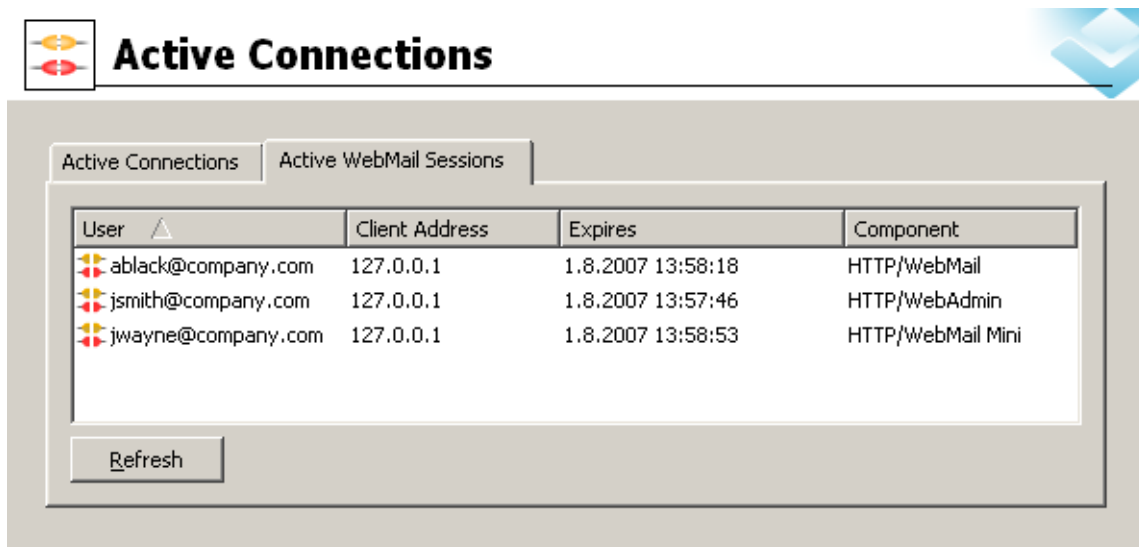 Active Connections
Active Connections Active WebMail Sessions
User Client Address Expires Component
ablack@company.com 127.0.0.1 1.8.2007 13:58:18 HTTP/WebMail
jsmith@company.com 127.0.0.1 1.8.2007 13:57:46 HTTP/WebAdmin
jwayne@company.com 127.0.0.1 1.8.2007 13:58:53 HTTP/WebMail Mini
Refresh